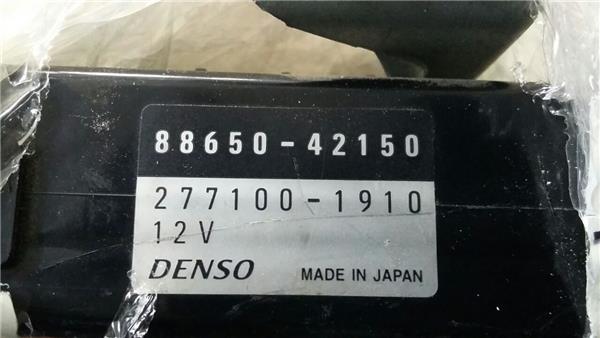 88650-42150
277100-1910
12V
DENSO MADE IN JAPAN